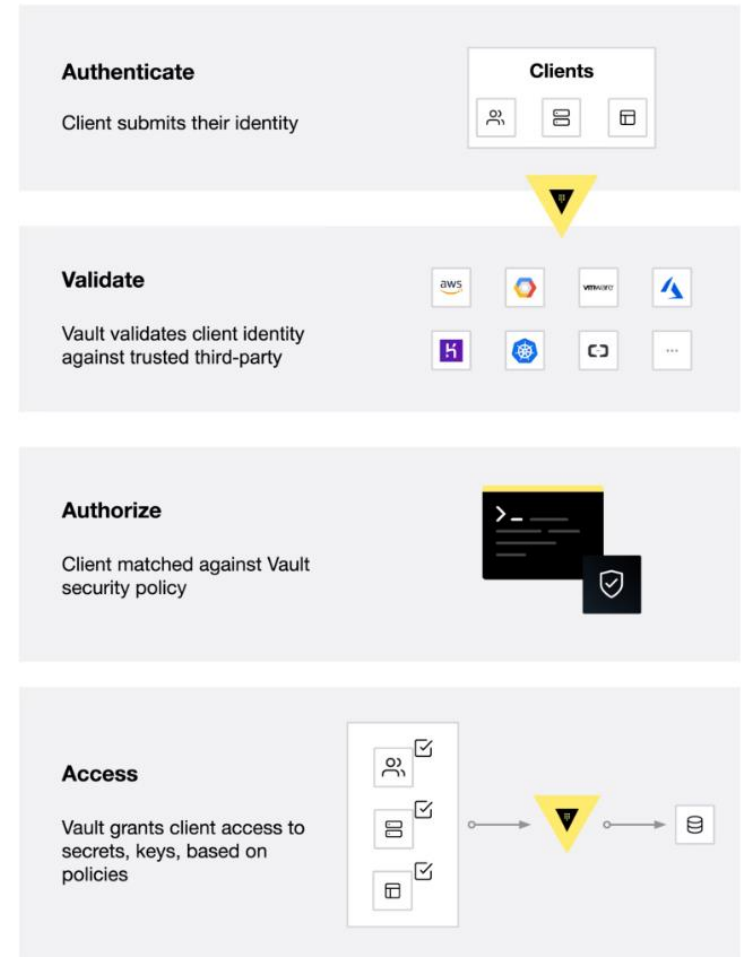 Authenticate
Client submits their identity
Clients
Validate
Vault validates client identity
against trusted third-party
aws
vmware
Authorize
Client matched against Vault
security policy
Access
Vault grants client access to
secrets, keys, based on
policies